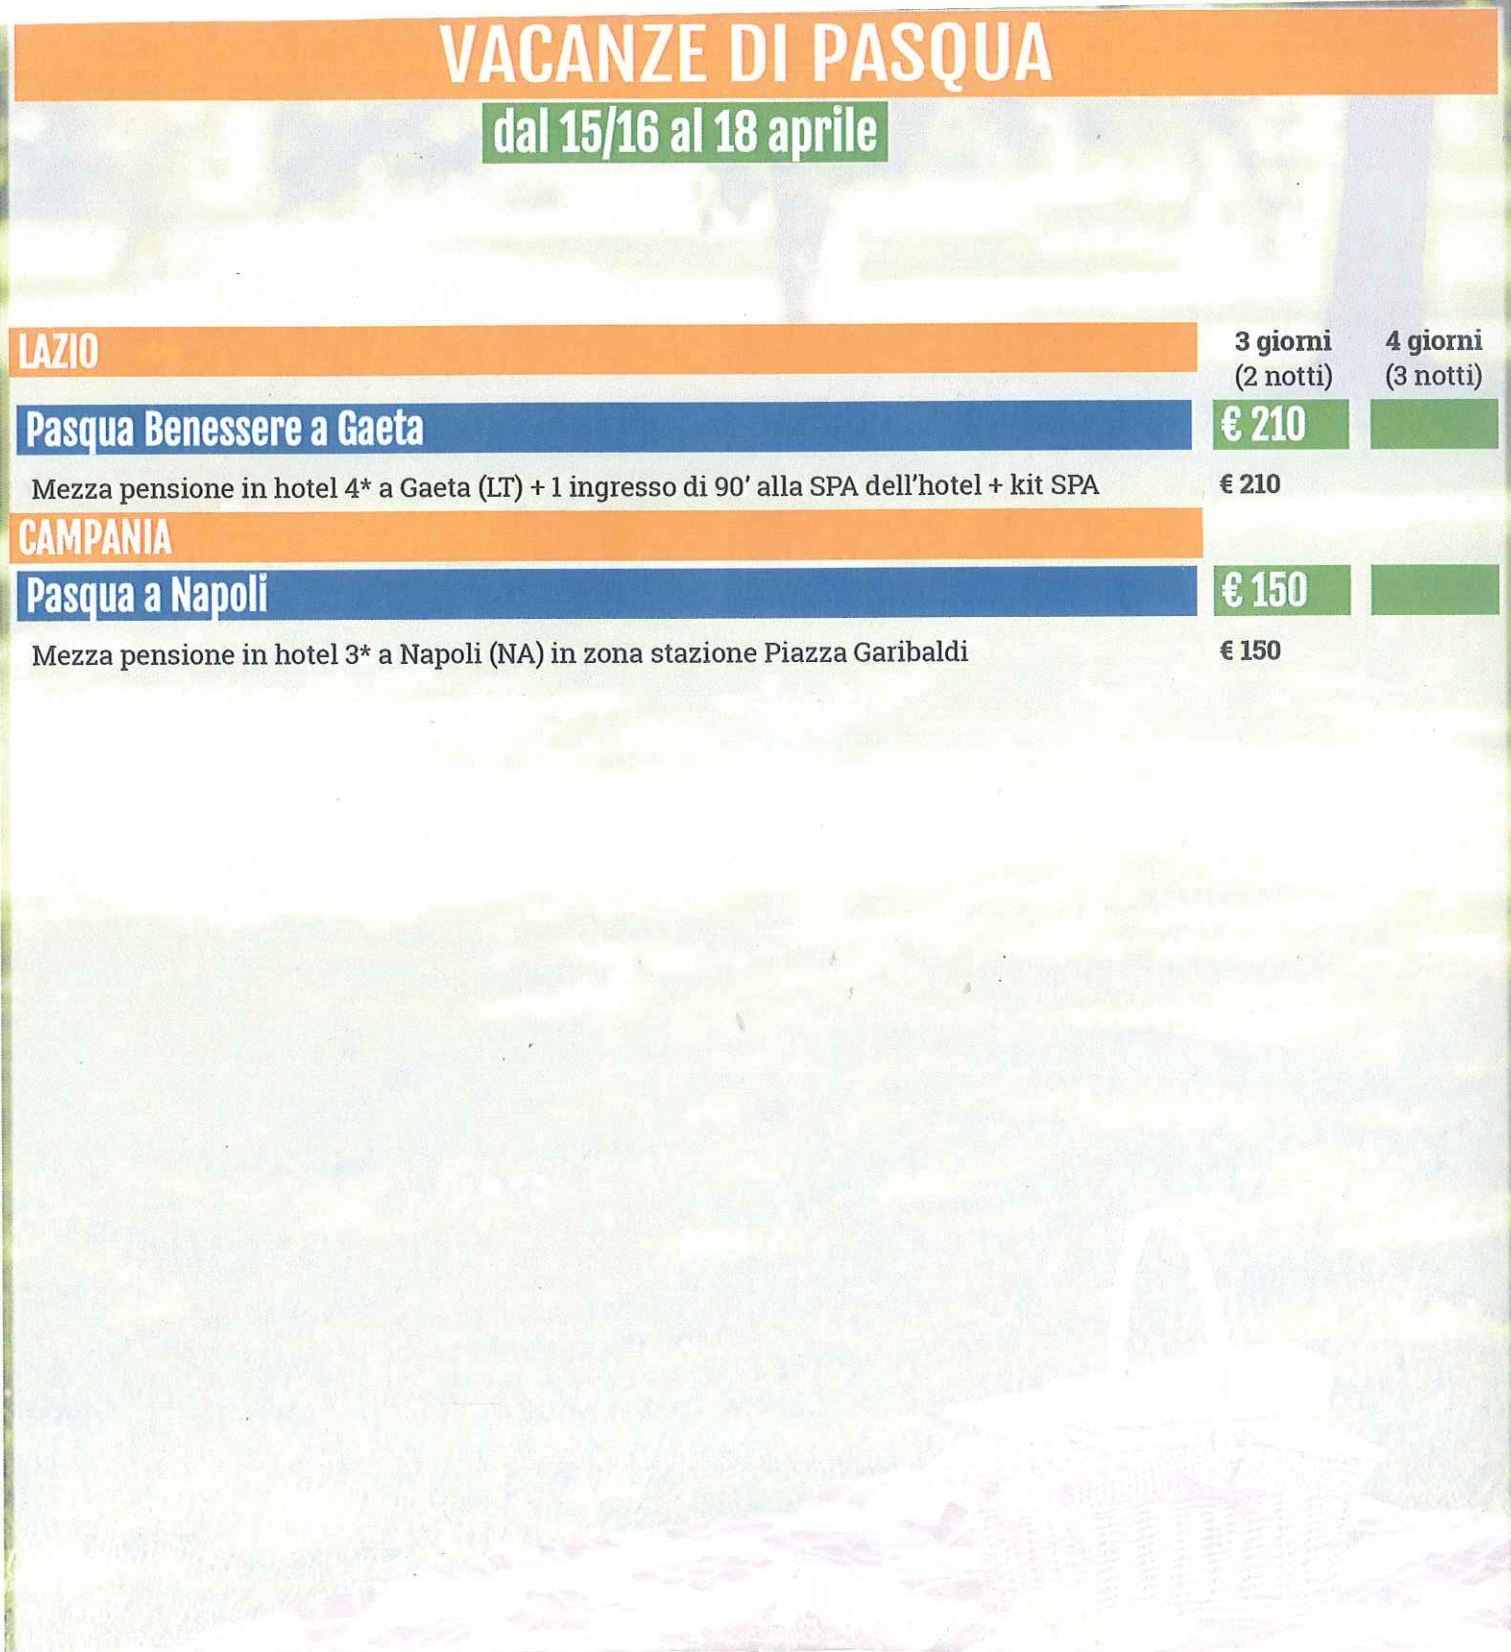 VACANZE DI PASQUA
dal 15/16 al 18 aprile
LAZIO
3 giorni
(2 notti)
4 giorni
(3 notti)
Pasqua Benessere a Gaeta
€ 210
Mezza pensione in hotel 4* a Gaeta (LT) + 1 ingresso di 90' alla SPA dell'hotel + kit SPA
€ 210
CAMPANIA
Pasqua a Napoli
€ 150
Mezza pensione in hotel 3* a Napoli (NA) in zona stazione Piazza Garibaldi
€ 150